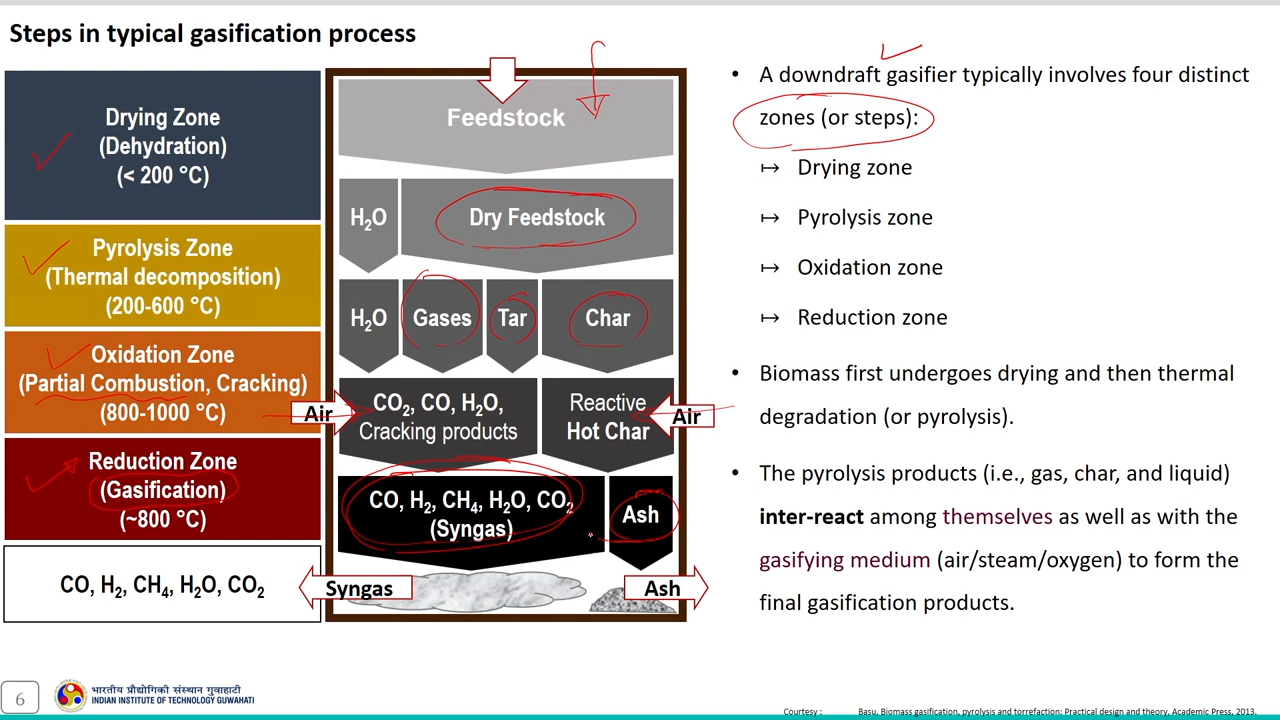 Steps in typical gasification process
Drying Zone
(Dehydration)
(< 200 °C)
Pyrolysis Zone
(Thermal decomposition)
(200-600 °C)
Oxidation Zone
(Partial Combustion, Cracking)
(800-1000 °C)
Reduction Zone
(Gasification)
(~800 °C)
CO, H₂, CH₄, H₂O, CO₂
Feedstock
H₂O
Dry Feedstock
H₂O
Gases
Tar
Char
Air
CO₂, CO, H₂O,
Cracking products
Reactive
Hot Char
Air
CO, H₂, CH₄, H₂O, CO₂
(Syngas)
Ash
Syngas
Ash
• A downdraft gasifier typically involves four distinct
zones (or steps):
↦ Drying zone
↦ Pyrolysis zone
↦ Oxidation zone
↦ Reduction zone
• Biomass first undergoes drying and then thermal
degradation (or pyrolysis).
• The pyrolysis products (i.e., gas, char, and liquid)
inter-react among themselves as well as with the
gasifying medium (air/steam/oxygen) to form the
final gasification products.
6
भारतीय प्रौद्योगिकी संस्थान गुवाहाटी
INDIAN INSTITUTE OF TECHNOLOGY GUWAHATI
Courtesy : Basu, Biomass gasification, pyrolysis and torrefaction: Practical design and theory, Academic Press, 2013.